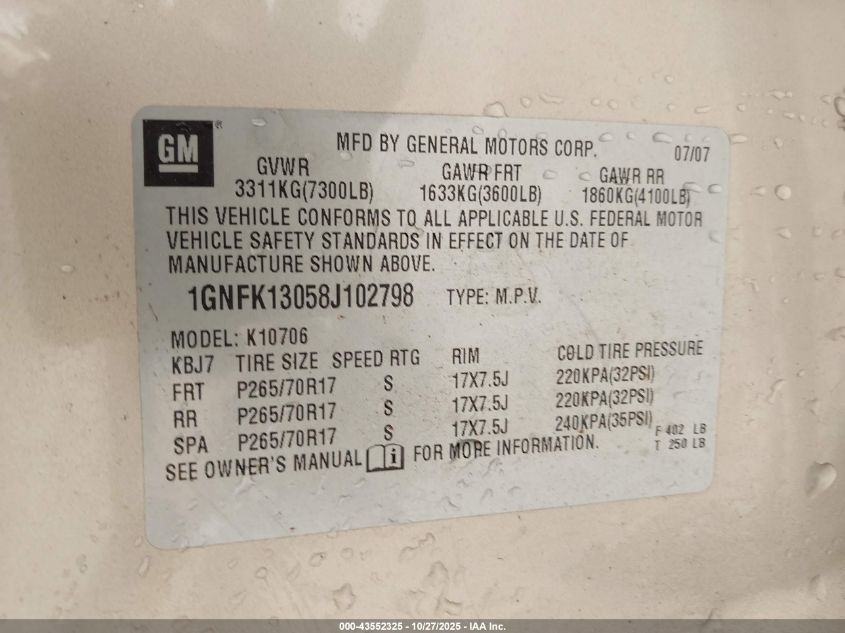 GM
MFD BY GENERAL MOTORS CORP. 07/07
GVWR GAWR FRT GAWR RR
3311KG(7300LB) 1633KG(3600LB) 1860KG(4100LB)
THIS VEHICLE CONFORMS TO ALL APPLICABLE U.S. FEDERAL MOTOR
VEHICLE SAFETY STANDARDS IN EFFECT ON THE DATE OF
MANUFACTURE SHOWN ABOVE.
1GNFK13058J102798 TYPE: M.P.V.
MODEL: K10706
KBJ7 TIRE SIZE SPEED RTG RIM COLD TIRE PRESSURE
FRT P265/70R17 S 17X7.5J 220KPA(32PSI)
RR P265/70R17 S 17X7.5J 220KPA(32PSI)
SPA P265/70R17 S 17X7.5J 240KPA(35PSI)
F 402 LB
T 250 LB
SEE OWNER'S MANUAL i FOR MORE INFORMATION.
000-43552325 - 10/27/2025 - IAA Inc.